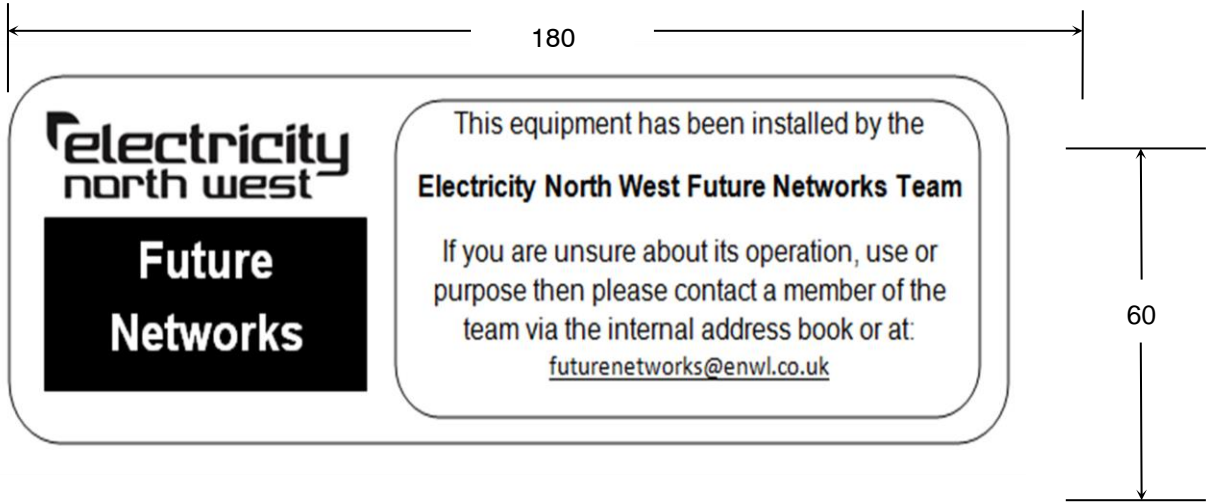 180
electricity
north west
Future
Networks
This equipment has been installed by the
Electricity North West Future Networks Team
If you are unsure about its operation, use or
purpose then please contact a member of the
team via the internal address book or at:
futurenetworks@enwl.co.uk
60